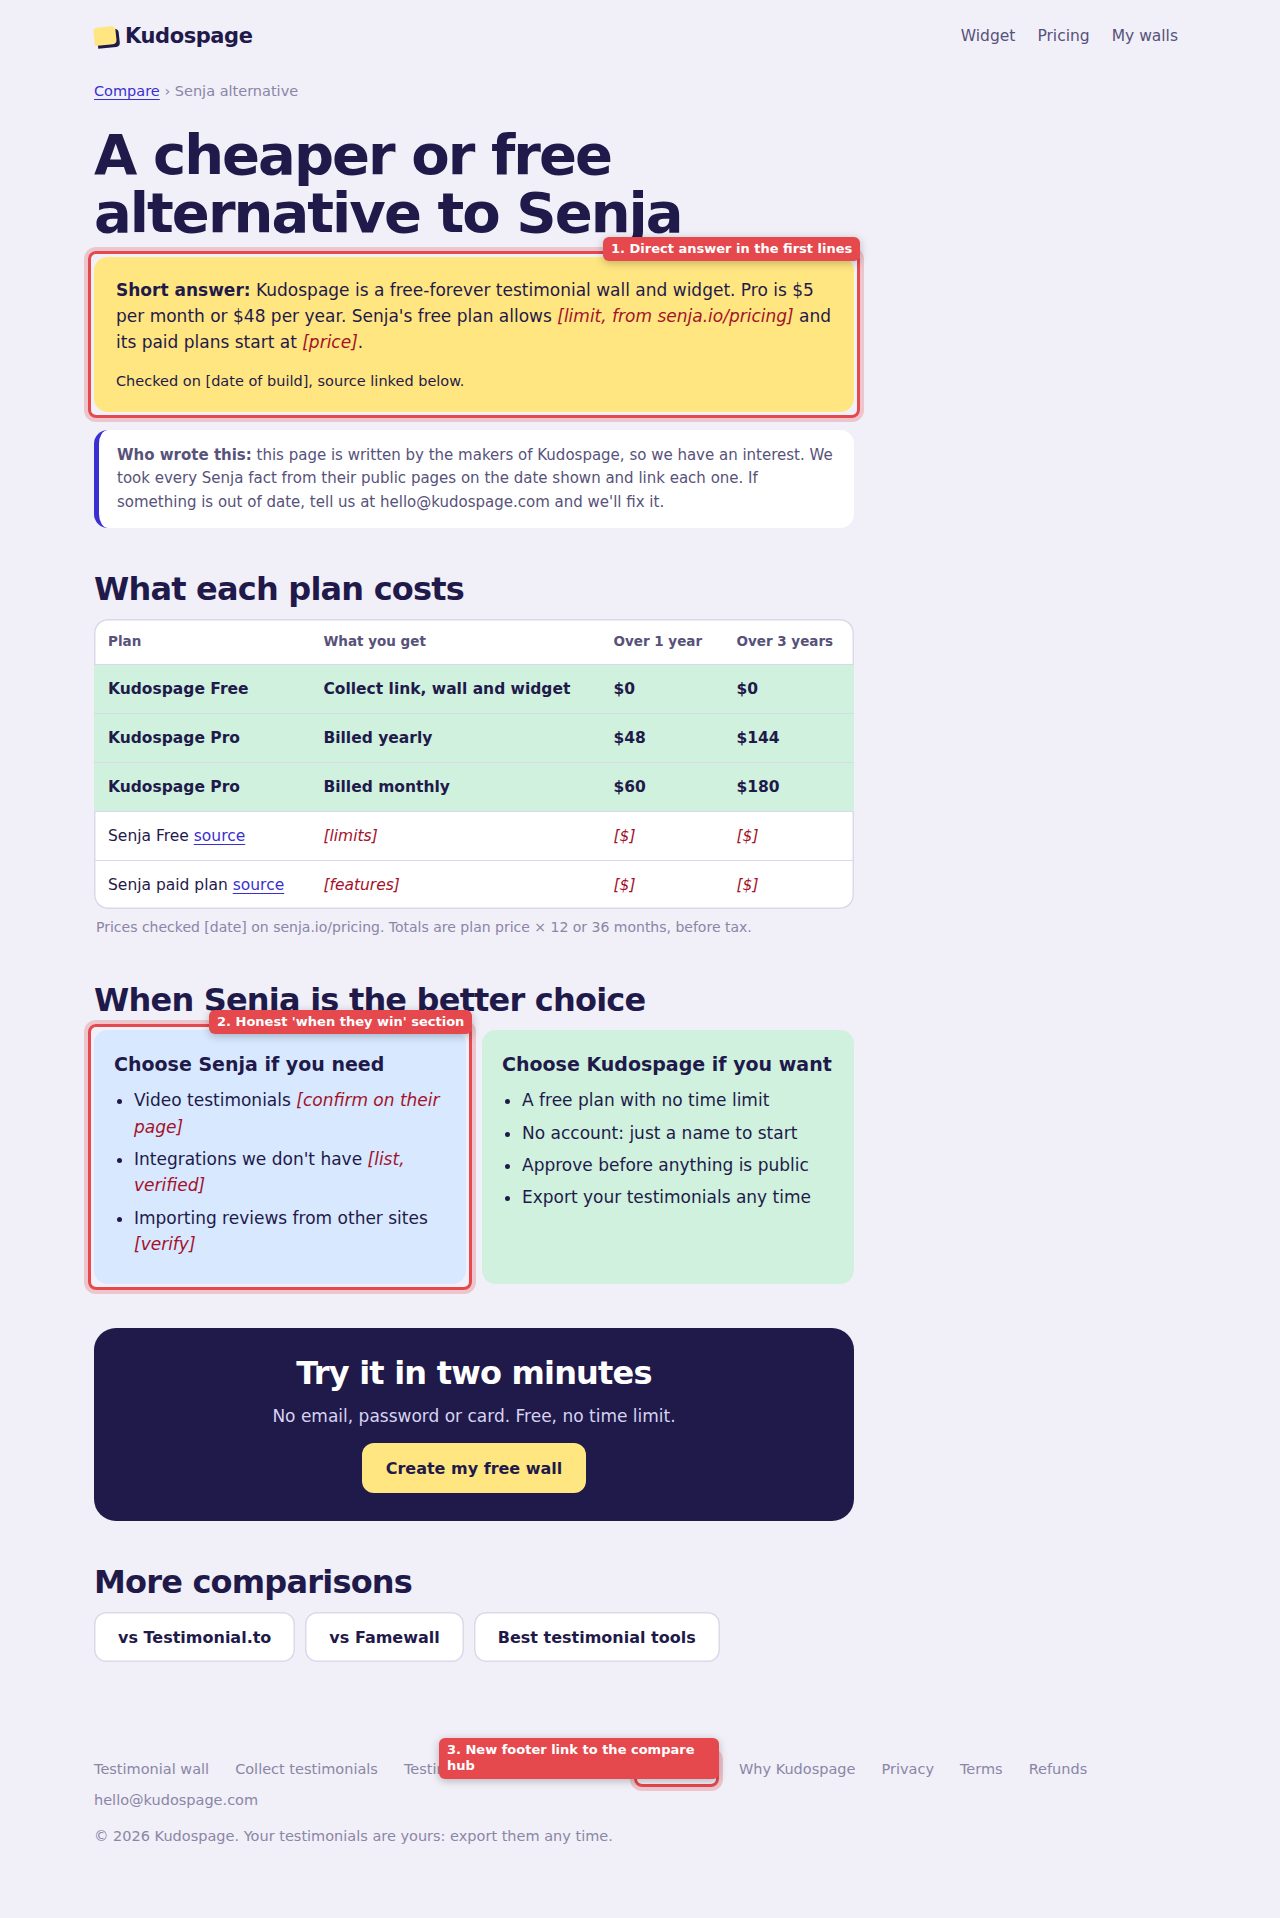 Kudospage
Widget Pricing My walls
Compare › Senja alternative
A cheaper or free
alternative to Senja
1. Direct answer in the first lines
Short answer: Kudospage is a free-forever testimonial wall and widget. Pro is $5
per month or $48 per year. Senja's free plan allows [limit, from senja.io/pricing] and
its paid plans start at [price].
Checked on [date of build], source linked below.
Who wrote this: this page is written by the makers of Kudospage, so we have an interest. We
took every Senja fact from their public pages on the date shown and link each one. If
something is out of date, tell us at hello@kudospage.com and we'll fix it.
What each plan costs
Plan What you get Over 1 year Over 3 years
Kudospage Free Collect link, wall and widget $0 $0
Kudospage Pro Billed yearly $48 $144
Kudospage Pro Billed monthly $60 $180
Senja Free source [limits] [$] [$]
Senja paid plan source [features] [$] [$]
Prices checked [date] on senja.io/pricing. Totals are plan price × 12 or 36 months, before tax.
When Senja is the better choice
2. Honest 'when they win' section
Choose Senja if you need
• Video testimonials [confirm on their
page]
• Integrations we don't have [list,
verified]
• Importing reviews from other sites
[verify]
Choose Kudospage if you want
• A free plan with no time limit
• No account: just a name to start
• Approve before anything is public
• Export your testimonials any time
Try it in two minutes
No email, password or card. Free, no time limit.
Create my free wall
More comparisons
vs Testimonial.to vs Famewall Best testimonial tools
3. New footer link to the compare
hub
Testimonial wall Collect testimonials Why Kudospage Privacy Terms Refunds
hello@kudospage.com
© 2026 Kudospage. Your testimonials are yours: export them any time.